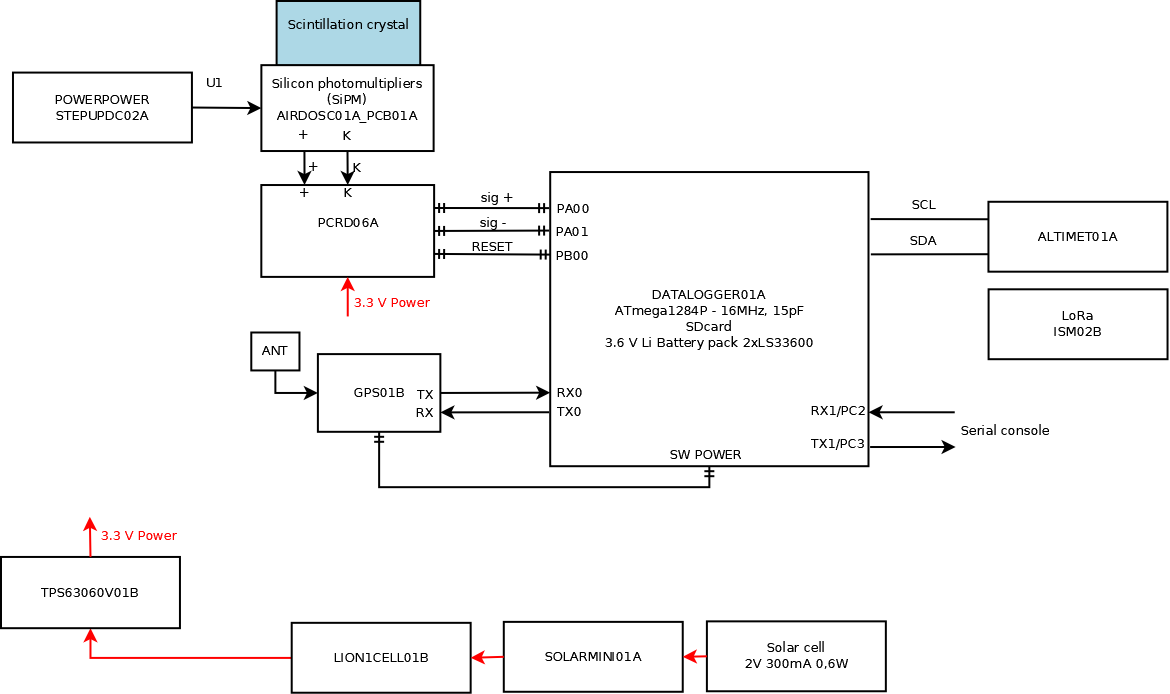 Scintillation crystal
POWERPOWER
STEPUPDC02A
U1
Silicon photomultipliers
(SiPM)
AIRDOSC01A_PCB01A
+ K
+ K
+ K
PCRD06A
3.3 V Power
sig +
sig -
RESET
PA00
PA01
PB00
DATALOGGER01A
ATmega1284P - 16MHz, 15pF
SDcard
3.6 V Li Battery pack 2xLS33600
SCL
SDA
ALTIMET01A
LoRa
ISM02B
ANT
GPS01B
TX
RX
RX0
TX0
RX1/PC2
TX1/PC3
Serial console
SW POWER
3.3 V Power
TPS63060V01B
LION1CELL01B
SOLARMINI01A
Solar cell
2V 300mA 0,6W